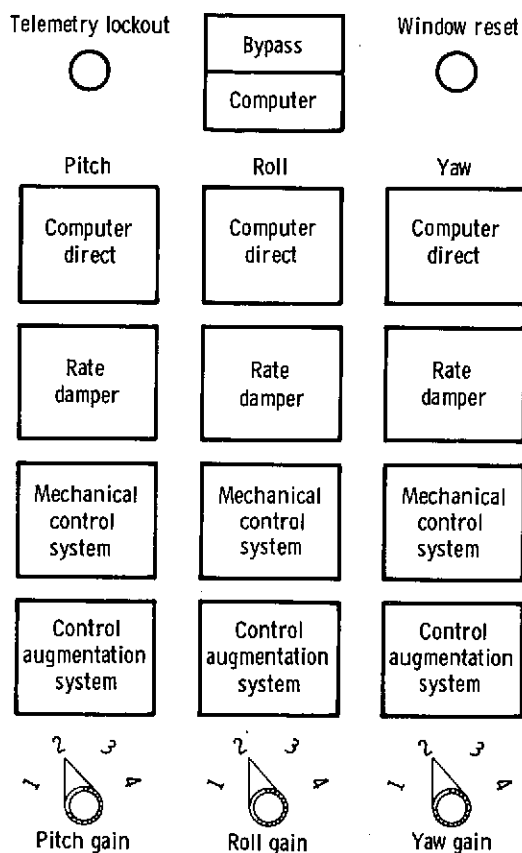 Telemetry lockout
Bypass
Computer
Window reset
Pitch
Roll
Yaw
Computer
direct
Computer
direct
Computer
direct
Rate
damper
Rate
damper
Rate
damper
Mechanical
control
system
Mechanical
control
system
Mechanical
control
system
Control
augmentation
system
Control
augmentation
system
Control
augmentation
system
1 2 3 4
Pitch gain
1 2 3 4
Roll gain
1 2 3 4
Yaw gain